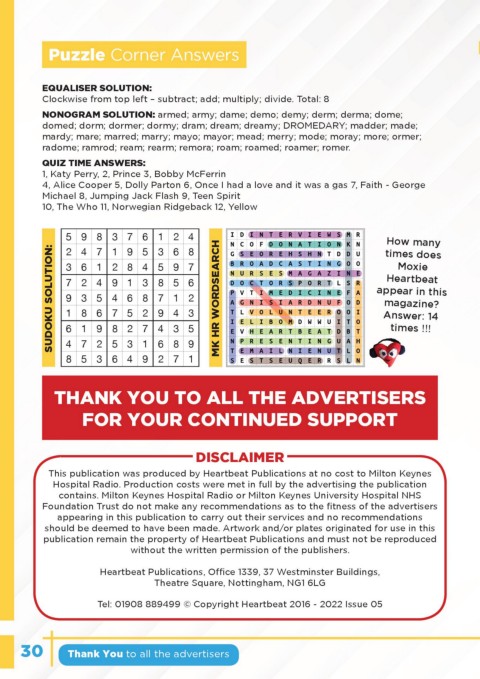 Puzzle Corner Answers
EQUALISER SOLUTION:
Clockwise from top left – subtract; add; multiply; divide. Total: 8
NONOGRAM SOLUTION: armed; army; dame; demo; demy; derm; derma; dome;
domed; dorm; dormer; dormy; dram; dream; dreamy; DROMEDARY; madder; made;
mardy; mare; marred; marry; mayo; mayor; mead; merry; mode; moray; more; ormer;
radome; ramrod; ream; rearm; remora; roam; roamed; roamer; romer.
QUIZ TIME ANSWERS:
1, Katy Perry, 2, Prince 3, Bobby McFerrin
4, Alice Cooper 5, Dolly Parton 6, Once I had a love and it was a gas 7, Faith - George
Michael 8, Jumping Jack Flash 9, Teen Spirit
10, The Who 11, Norwegian Ridgeback 12, Yellow
SUDOKU SOLUTION:
5 9 8 3 7 6 1 2 4
2 4 7 1 9 5 3 6 8
3 6 1 2 8 4 5 9 7
7 2 4 9 1 3 8 5 6
9 3 5 4 6 8 7 1 2
1 8 6 7 5 2 9 4 3
6 1 9 8 2 7 4 3 5
4 7 2 5 3 1 6 8 9
8 5 3 6 4 9 2 7 1
MK HR WORDSEARCH
I D I N T E R V I E W S M R
N C O F D O N A T I O N K N
G S E O R E H S H N T D D U
B R O A D C A S T I N G D O
N U R S E S M A G A Z I N E
D O C T O R S P O R T L S R
P V T I M E D I C I N E F A
A G N I S I A R D N U F O D
T L V O L U N T E E R O O I
I E L I B O M D W W U I T O
E V H E A R T B E A T D B T
N P R E S E N T I N G U A H
T E M A I L N I E N U T L O
S E S T S E U Q E R R S L N
How many
times does
Moxie
Heartbeat
appear in this
magazine?
Answer: 14
times !!!
THANK YOU TO ALL THE ADVERTISERS
FOR YOUR CONTINUED SUPPORT
DISCLAIMER
This publication was produced by Heartbeat Publications at no cost to Milton Keynes
Hospital Radio. Production costs were met in full by the advertising the publication
contains. Milton Keynes Hospital Radio or Milton Keynes University Hospital NHS
Foundation Trust do not make any recommendations as to the fitness of the advertisers
appearing in this publication to carry out their services and no recommendations
should be deemed to have been made. Artwork and/or plates originated for use in this
publication remain the property of Heartbeat Publications and must not be reproduced
without the written permission of the publishers.
Heartbeat Publications, Office 1339, 37 Westminster Buildings,
Theatre Square, Nottingham, NG1 6LG
Tel: 01908 889499 © Copyright Heartbeat 2016 - 2022 Issue 05
30
Thank You to all the advertisers